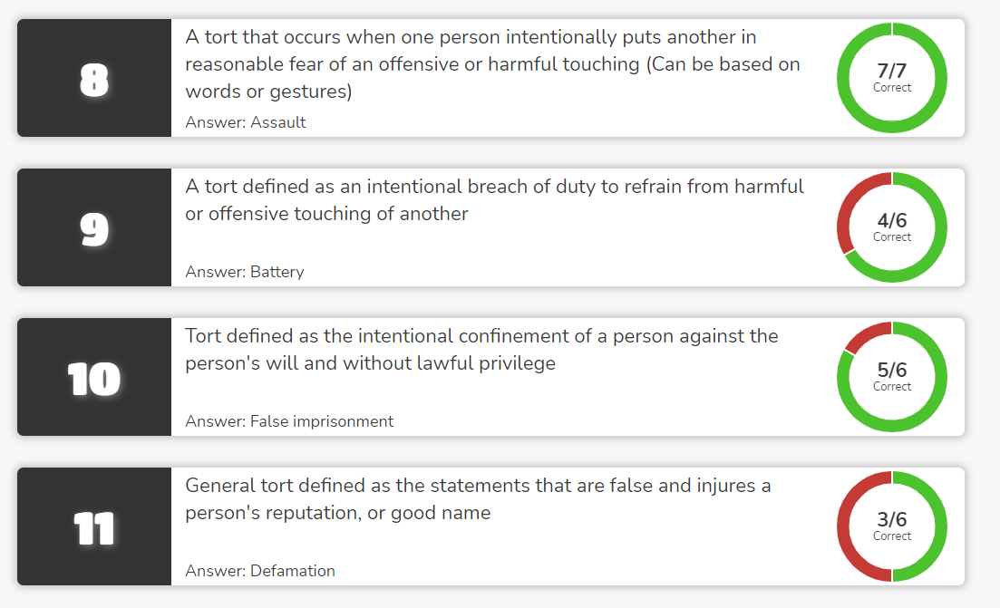 8
A tort that occurs when one person intentionally puts another in
reasonable fear of an offensive or harmful touching (Can be based on
words or gestures)
Answer: Assault
7/7
Correct
9
A tort defined as an intentional breach of duty to refrain from harmful
or offensive touching of another
Answer: Battery
4/6
Correct
10
Tort defined as the intentional confinement of a person against the
person's will and without lawful privilege
Answer: False imprisonment
5/6
Correct
11
General tort defined as the statements that are false and injures a
person's reputation, or good name
Answer: Defamation
3/6
Correct